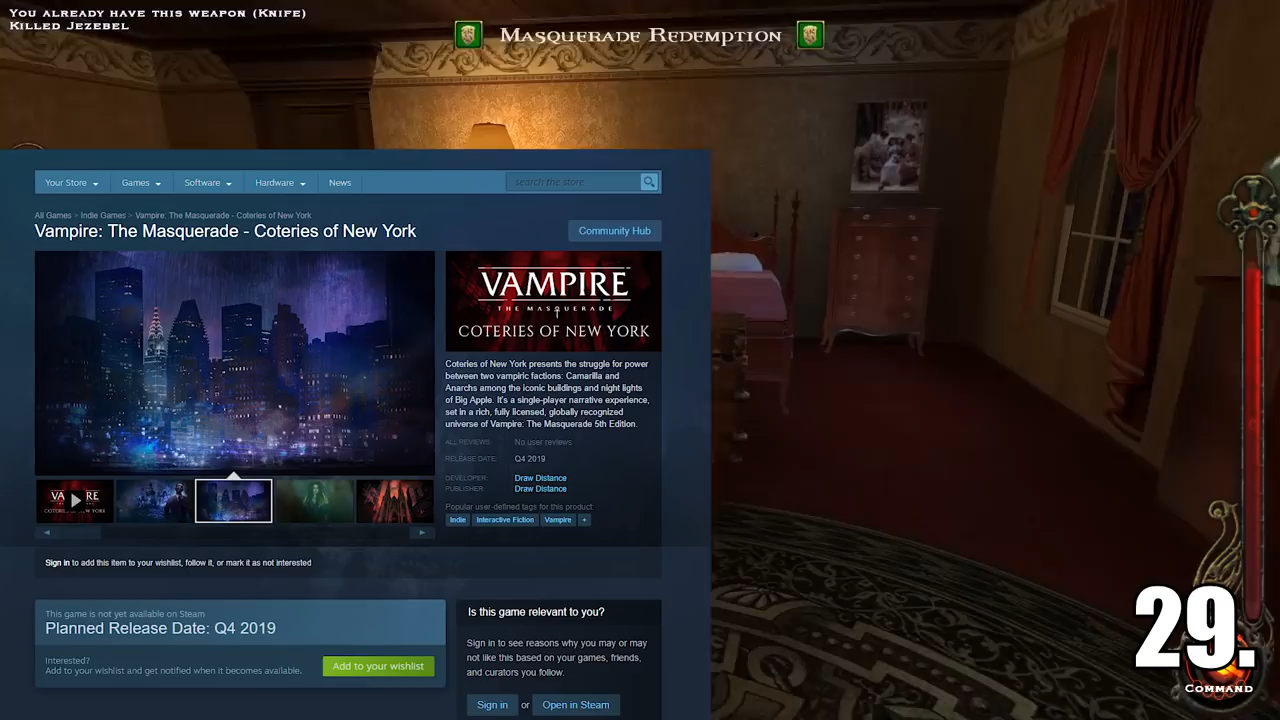 YOU ALREADY HAVE THIS WEAPON (KNIFE)
KILLED JEZEBEL
MASQUERADE REDEMPTION
Your Store
Games
Software
Hardware
News
search the store
All Games > Indie Games > Vampire: The Masquerade - Coteries of New York
Vampire: The Masquerade - Coteries of New York
Community Hub
VAMPIRE
THE MASQUERADE
COTERIES OF NEW YORK
Coteries of New York presents the struggle for power
between two vampiric factions: Camarilla and
Anarchs among the iconic buildings and night lights
of Big Apple. It's a single-player narrative experience,
set in a rich, fully licensed, globally recognized
universe of Vampire: The Masquerade 5th Edition.
ALL REVIEWS: No user reviews
RELEASE DATE: Q4 2019
DEVELOPER: Draw Distance
PUBLISHER: Draw Distance
Popular user-defined tags for this product:
Indie
Interactive Fiction
Vampire
+
Sign in to add this item to your wishlist, follow it, or mark it as not interested
This game is not yet available on Steam
Planned Release Date: Q4 2019
Interested?
Add to your wishlist and get notified when it becomes available.
Add to your wishlist
Is this game relevant to you?
Sign in to see reasons why you may or may
not like this based on your games, friends,
and curators you follow.
Sign in or Open in Steam
29.
COMMAND